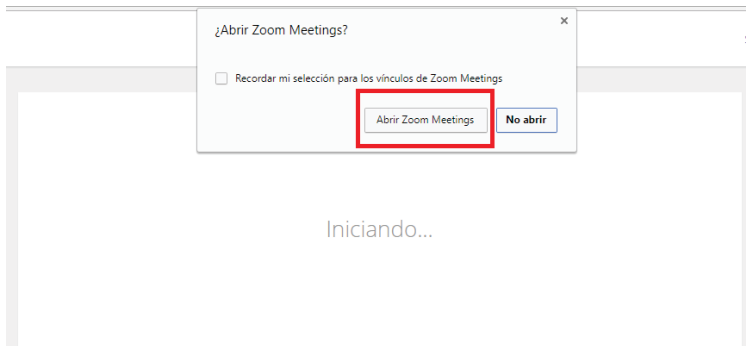 ¿Abrir Zoom Meetings?
Recordar mi selección para los vínculos de Zoom Meetings
Abrir Zoom Meetings No abrir
Iniciando...